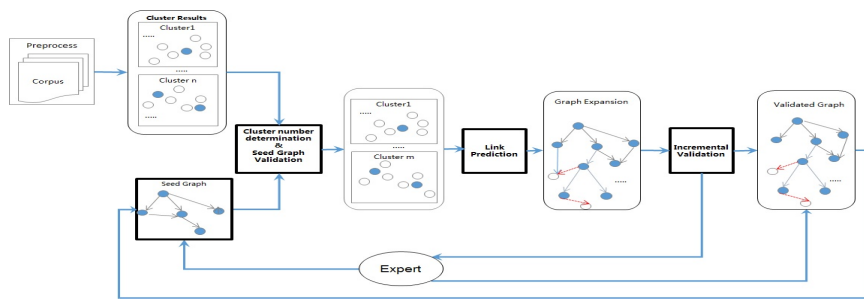 Preprocess
Corpus
Cluster Results
Cluster1
.....
.....
Cluster n
.....
Seed Graph
Cluster number
determination
&
Seed Graph
Validation
Cluster1
.....
.....
Cluster m
Link
Prediction
Graph Expansion
.....
Incremental
Validation
Validated Graph
.....
Expert